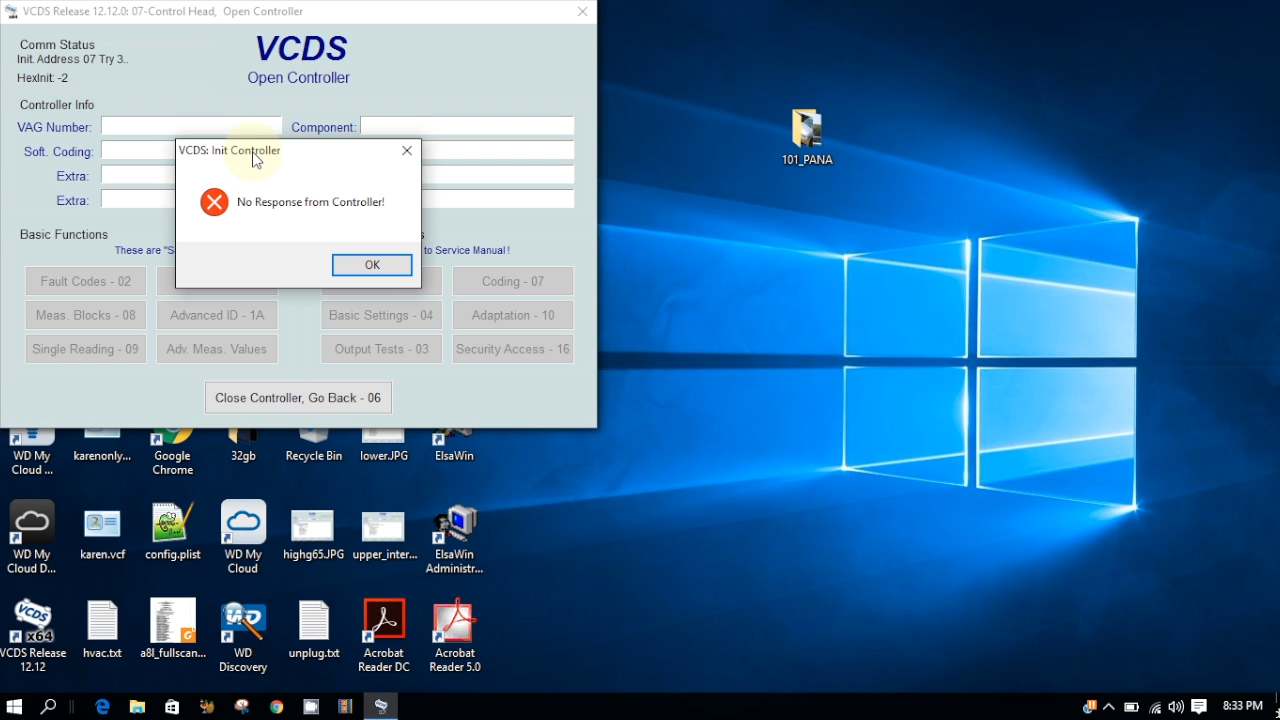 VCDS Release 12.12.0: 07-Control Head, Open Controller
Comm Status
Init. Address 07 Try 3..
HexInit: -2
VCDS
Open Controller
Controller Info
VAG Number:
Component:
Soft. Coding:
Extra:
Extra:
VCDS: Init Controller
No Response from Controller!
OK
Basic Functions
These are "S
to Service Manual!
Fault Codes - 02
Coding - 07
Meas. Blocks - 08
Advanced ID - 1A
Basic Settings - 04
Adaptation - 10
Single Reading - 09
Adv. Meas. Values
Output Tests - 03
Security Access - 16
Close Controller, Go Back - 06
101_PANA
WD My
Cloud ...
karenonly...
Google
Chrome
32gb
Recycle Bin
lower.JPG
ElsaWin
WD My
Cloud D...
karen.vcf
config.plist
WD My
Cloud
highg65.JPG
upper_inter...
ElsaWin
Administr...
VCDS
x64
VCDS Release
12.12
hvac.txt
a8l_fullscan...
WD
Discovery
unplug.txt
Acrobat
Reader DC
Acrobat
Reader 5.0
8:33 PM